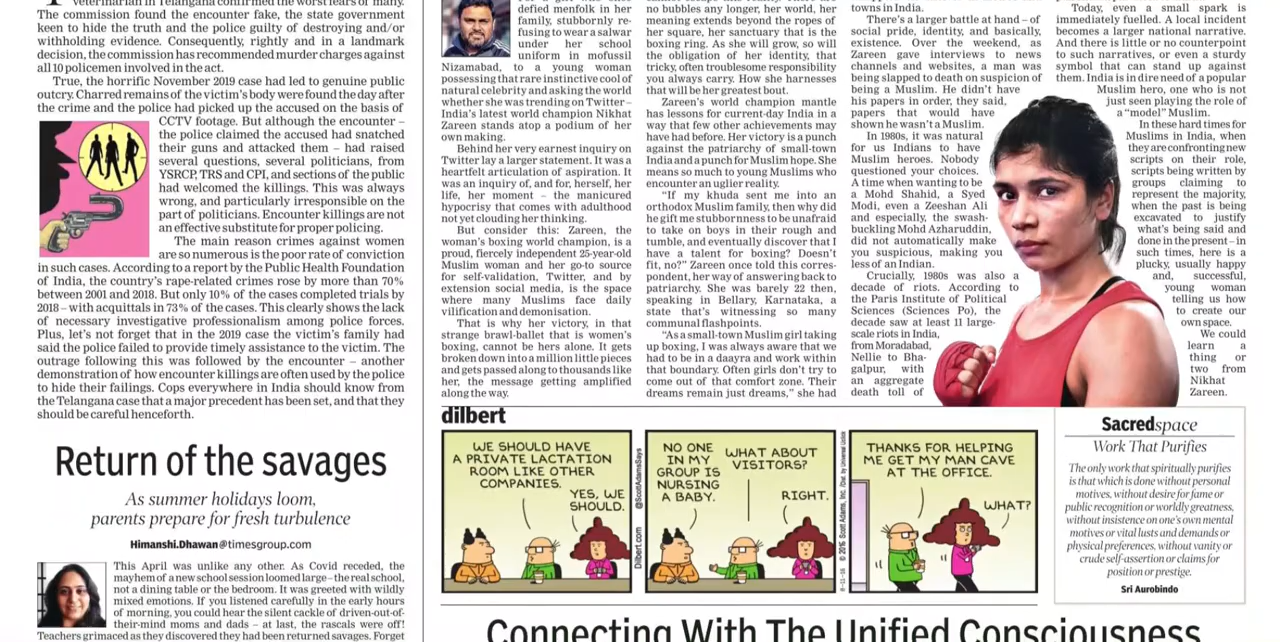 veterinarian in Telangana confirmed the worst fears of many.
The commission found the encounter fake, the state government
keen to hide the truth and the police guilty of destroying and/or
withholding evidence. Consequently, rightly and in a landmark
decision, the commission has recommended murder charges against
all 10 policemen involved in the act.
True, the horrific November 2019 case had led to genuine public
outcry. Charred remains of the victim's body were found the day after
the crime and the police had picked up the accused on the basis of
CCTV footage. But although the encounter –
the police claimed the accused had snatched
their guns and attacked them – had raised
several questions, several politicians, from
YSRCP, TRS and CPI, and sections of the public
had welcomed the killings. This was always
wrong, and particularly irresponsible on the
part of politicians. Encounter killings are not
an effective substitute for proper policing.
The main reason crimes against women
are so numerous is the poor rate of conviction
in such cases. According to a report by the Public Health Foundation
of India, the country's rape-related crimes rose by more than 70%
between 2001 and 2018. But only 10% of the cases completed trials by
2018 – with acquittals in 73% of the cases. This clearly shows the lack
of necessary investigative professionalism among police forces.
Plus, let's not forget that in the 2019 case the victim's family had
said the police failed to provide timely assistance to the victim. The
outrage following this was followed by the encounter – another
demonstration of how encounter killings are often used by the police
to hide their failings. Cops everywhere in India should know from
the Telangana case that a major precedent has been set, and that they
should be careful henceforth.
Return of the savages
As summer holidays loom,
parents prepare for fresh turbulence
Himanshi.Dhawan@timesgroup.com
This April was unlike any other. As Covid receded, the
mayhem of a new school session loomed large – the real school,
not a dining table or the bedroom. It was greeted with wildly
mixed emotions. If you listened carefully in the early hours
of morning, you could hear the silent cackle of driven-out-of-
their-mind moms and dads – at last, the rascals were off!
Teachers grimaced as they discovered they had been returned savages. Forget
defied menfolk in her
family, stubbornly re-
fusing to wear a salwar
under her school
uniform in mofussil
Nizamabad, to a young woman
possessing that rare instinctive cool of
natural celebrity and asking the world
whether she was trending on Twitter –
India's latest world champion Nikhat
Zareen stands atop a podium of her
own making.
Behind her very earnest inquiry on
Twitter lay a larger statement. It was a
heartfelt articulation of aspiration. It
was an inquiry of, and for, herself, her
life, her moment – the manicured
hypocrisy that comes with adulthood
not yet clouding her thinking.
But consider this: Zareen, the
woman's boxing world champion, is a
proud, fiercely independent 25-year-old
Muslim woman and her go-to source
for self-validation, Twitter, and by
extension social media, is the space
where many Muslims face daily
vilification and demonisation.
That is why her victory, in that
strange brawl-ballet that is women's
boxing, cannot be hers alone. It gets
broken down into a million little pieces
and gets passed along to thousands like
her, the message getting amplified
along the way.
no bubbles any longer, her world, her
meaning extends beyond the ropes of
her square, her sanctuary that is the
boxing ring. As she will grow, so will
the obligation of her identity, that
tricky, often troublesome responsibility
you always carry. How she harnesses
that will be her greatest bout.
Zareen's world champion mantle
has lessons for current-day India in a
way that few other achievements may
have had before. Her victory is a punch
against the patriarchy of small-town
India and a punch for Muslim hope. She
means so much to young Muslims who
encounter an uglier reality.
"If my khuda sent me into an
orthodox Muslim family, then why did
he gift me stubbornness to be unafraid
to take on boys in their rough and
tumble, and eventually discover that I
have a talent for boxing? Doesn't
fit, no?" Zareen once told this corres-
pondent, her way of answering back to
patriarchy. She was barely 22 then,
speaking in Bellary, Karnataka, a
state that's witnessing so many
communal flashpoints.
"As a small-town Muslim girl taking
up boxing, I was always aware that we
had to be in a daayra and work within
that boundary. Often girls don't try to
come out of that comfort zone. Their
dreams remain just dreams," she had
towns in India.
There's a larger battle at hand – of
social pride, identity, and basically,
existence. Over the weekend, as
Zareen gave interviews to news
channels and websites, a man was
being slapped to death on suspicion of
being a Muslim. He didn't have
his papers in order, they said,
papers that would have
shown he wasn't a Muslim.
In 1980s, it was natural
for us Indians to have
Muslim heroes. Nobody
questioned your choices.
A time when wanting to be
a Mohd Shahid, a Syed
Modi, even a Zeeshan Ali
and especially, the swash-
buckling Mohd Azharuddin,
did not automatically make
you suspicious, making you
less of an Indian.
Crucially, 1980s was also a
decade of riots. According to
the Paris Institute of Political
Sciences (Sciences Po), the
decade saw at least 11 large-
scale riots in India,
from Moradabad,
Nellie to Bha-
galpur, with
an aggregate
death toll of
Today, even a small spark is
immediately fuelled. A local incident
becomes a larger national narrative.
And there is little or no counterpoint
to such narratives, or even a sturdy
symbol that can stand up against
them. India is in dire need of a popular
Muslim hero, one who is not
just seen playing the role of
a "model" Muslim.
In these hard times for
Muslims in India, when
they are confronting new
scripts on their role,
scripts being written by
groups claiming to
represent the majority,
when the past is being
excavated to justify
what's being said and
done in the present – in
such times, here is a
plucky, usually happy
and, successful,
young woman
telling us how
to create our
own space.
We could
learn a
thing or
two from
Nikhat
Zareen.
dilbert
WE SHOULD HAVE
A PRIVATE LACTATION
ROOM LIKE OTHER
COMPANIES.
YES, WE
SHOULD.
Dilbert.com @ScottAdamsSays
NO ONE
IN MY
GROUP IS
NURSING
A BABY.
WHAT ABOUT
VISITORS?
RIGHT.
6-11-16 © 2016 Scott Adams, Inc. /Dist. by Universal Uclick
THANKS FOR HELPING
ME GET MY MAN CAVE
AT THE OFFICE.
WHAT?
Sacredspace
Work That Purifies
The only work that spiritually purifies
is that which is done without personal
motives, without desire for fame or
public recognition or worldly greatness,
without insistence on one's own mental
motives or vital lusts and demands or
physical preferences, without vanity or
crude self-assertion or claims for
position or prestige.
Sri Aurobindo
Connecting With The Unified Consciousness